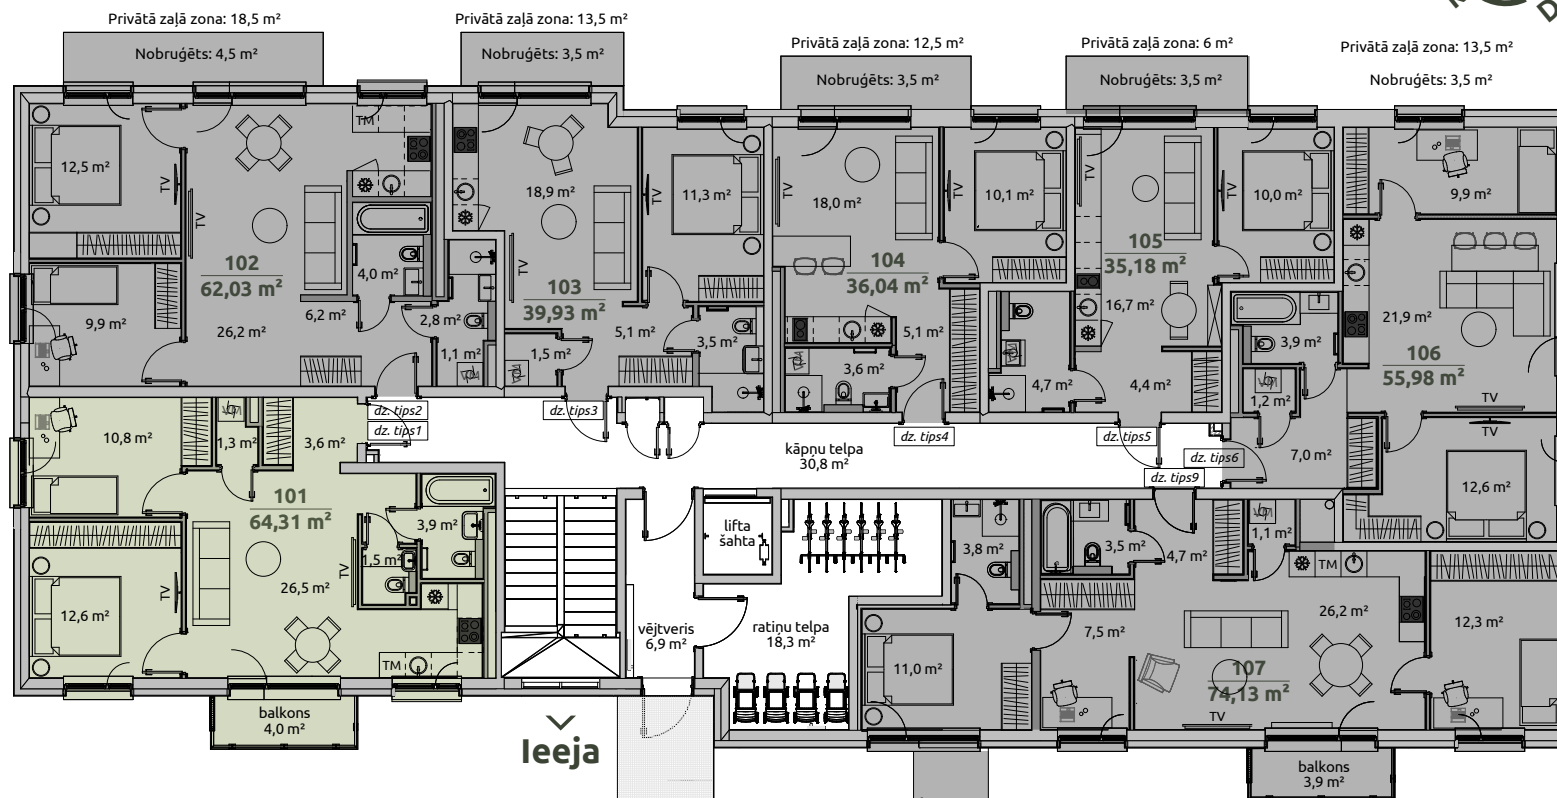 Privātā zaļā zona: 18,5 m²
Nobruģēts: 4,5 m²
Privātā zaļā zona: 13,5 m²
Nobruģēts: 3,5 m²
Privātā zaļā zona: 12,5 m²
Nobruģēts: 3,5 m²
Privātā zaļā zona: 6 m²
Nobruģēts: 3,5 m²
Privātā zaļā zona: 13,5 m²
Nobruģēts: 3,5 m²
12,5 m²
TV
TV
TM
102
62,03 m²
4,0 m²
9,9 m²
26,2 m²
6,2 m²
2,8 m²
1,1 m²
18,9 m²
TV
TV
11,3 m²
103
39,93 m²
1,5 m²
5,1 m²
3,5 m²
TV
18,0 m²
10,1 m²
TV
104
36,04 m²
5,1 m²
3,6 m²
TV
TV
10,0 m²
105
35,18 m²
16,7 m²
4,7 m²
4,4 m²
9,9 m²
21,9 m²
3,9 m²
106
55,98 m²
TV
TV
1,2 m²
7,0 m²
12,6 m²
dz. tips2
dz. tips1
dz. tips3
dz. tips4
dz. tips5
dz. tips6
dz. tips9
kāpņu telpa
30,8 m²
10,8 m²
1,3 m²
3,6 m²
101
64,31 m²
3,9 m²
1,5 m²
TV
TV
12,6 m²
26,5 m²
TM
balkons
4,0 m²
lifta
šahta
vējtveris
6,9 m²
ratiņu telpa
18,3 m²
Ieeja
3,8 m²
3,5 m²
4,7 m²
1,1 m²
TM
11,0 m²
7,5 m²
26,2 m²
107
74,13 m²
TV
12,3 m²
balkons
3,9 m²